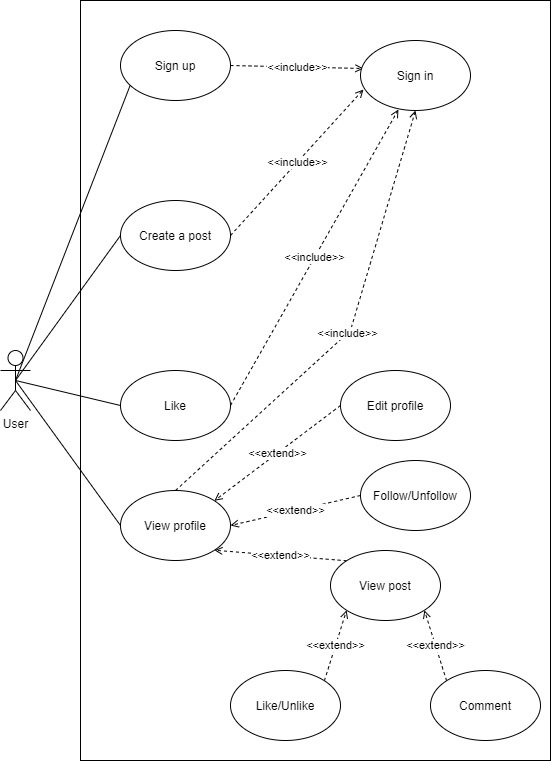 Sign up
<<include>>
Sign in
<<include>>
Create a post
<<include>>
<<include>>
User
Like
Edit profile
<<extend>>
Follow/Unfollow
<<extend>>
View profile
<<extend>>
View post
<<extend>>
<<extend>>
Like/Unlike
Comment